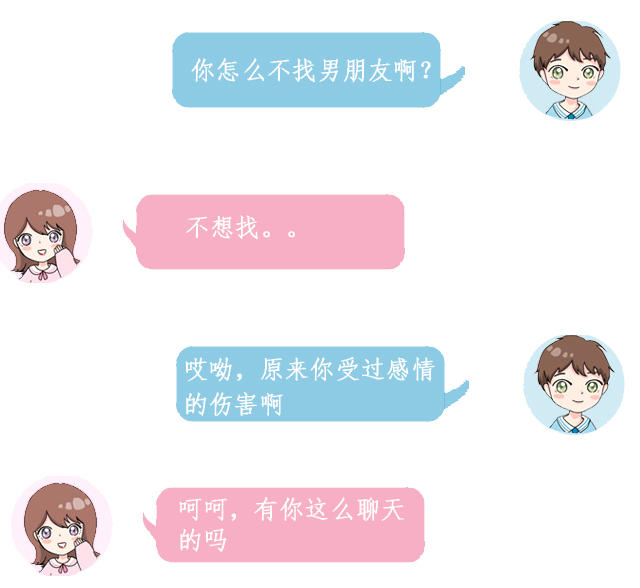 你怎么不找男朋友啊？
不想找。。
哎呦，原来你受过感情
的伤害啊
呵呵，有你这么聊天
的吗